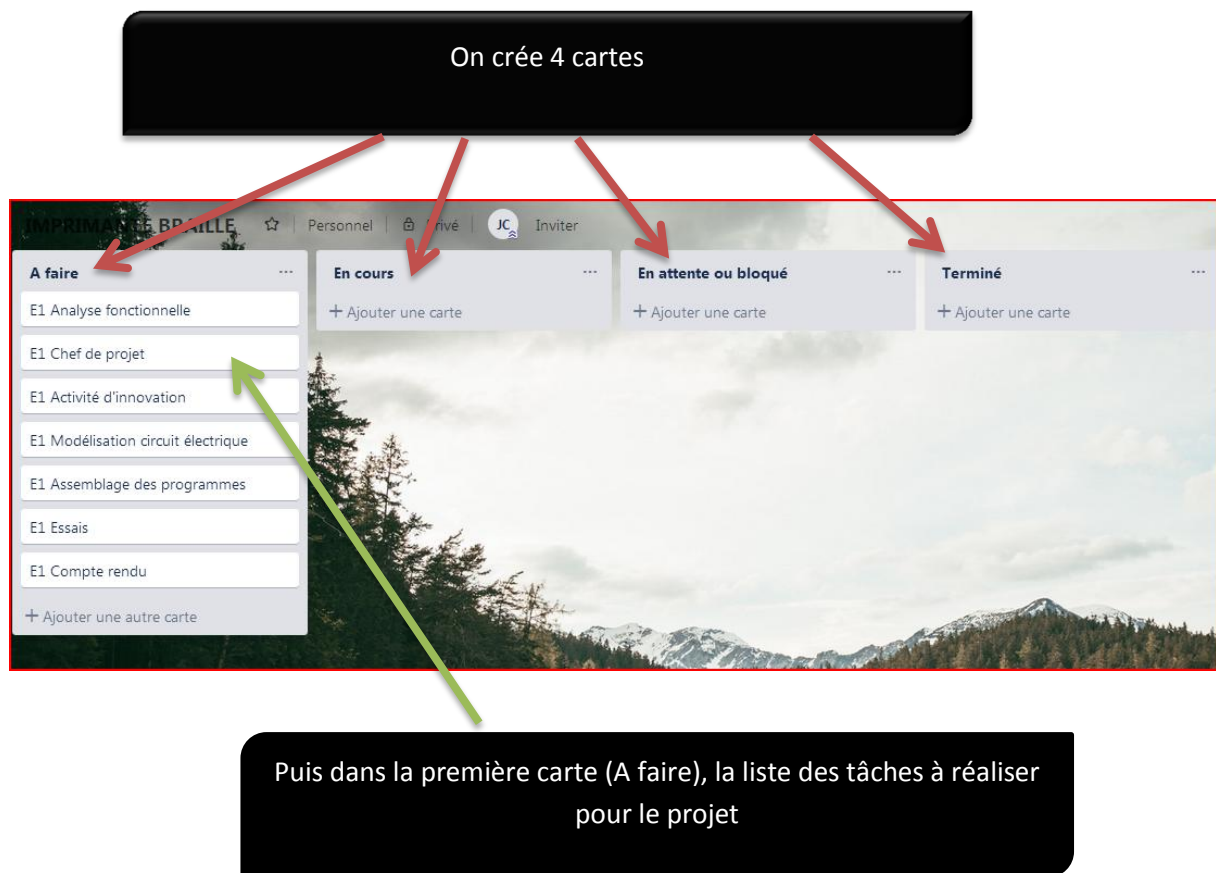 On crée 4 cartes
IMPRIMANTE BRAILLE Personnel Privé JC Inviter
A faire ... En cours ... En attente ou bloqué ... Terminé ...
E1 Analyse fonctionnelle + Ajouter une carte + Ajouter une carte + Ajouter une carte
E1 Chef de projet
E1 Activité d'innovation
E1 Modélisation circuit électrique
E1 Assemblage des programmes
E1 Essais
E1 Compte rendu
+ Ajouter une autre carte
Puis dans la première carte (A faire), la liste des tâches à réaliser
pour le projet